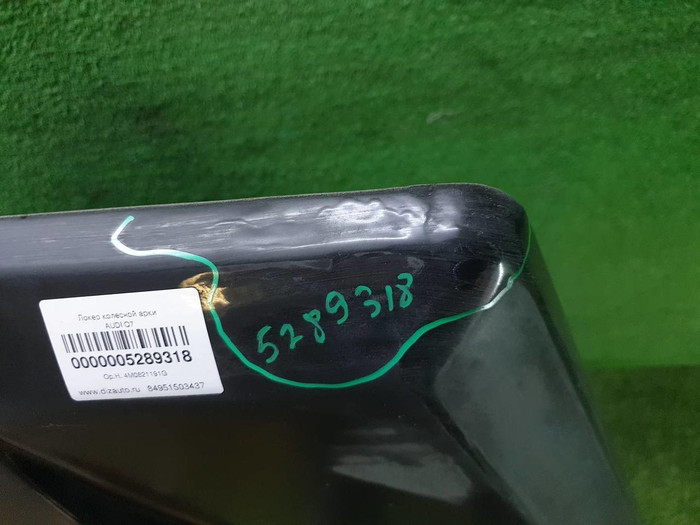 Локер колесной арки
AUDI Q7
0000005289318
Ор.Н. 4M0821191G
www.dizauto.ru 84951503437
5289318